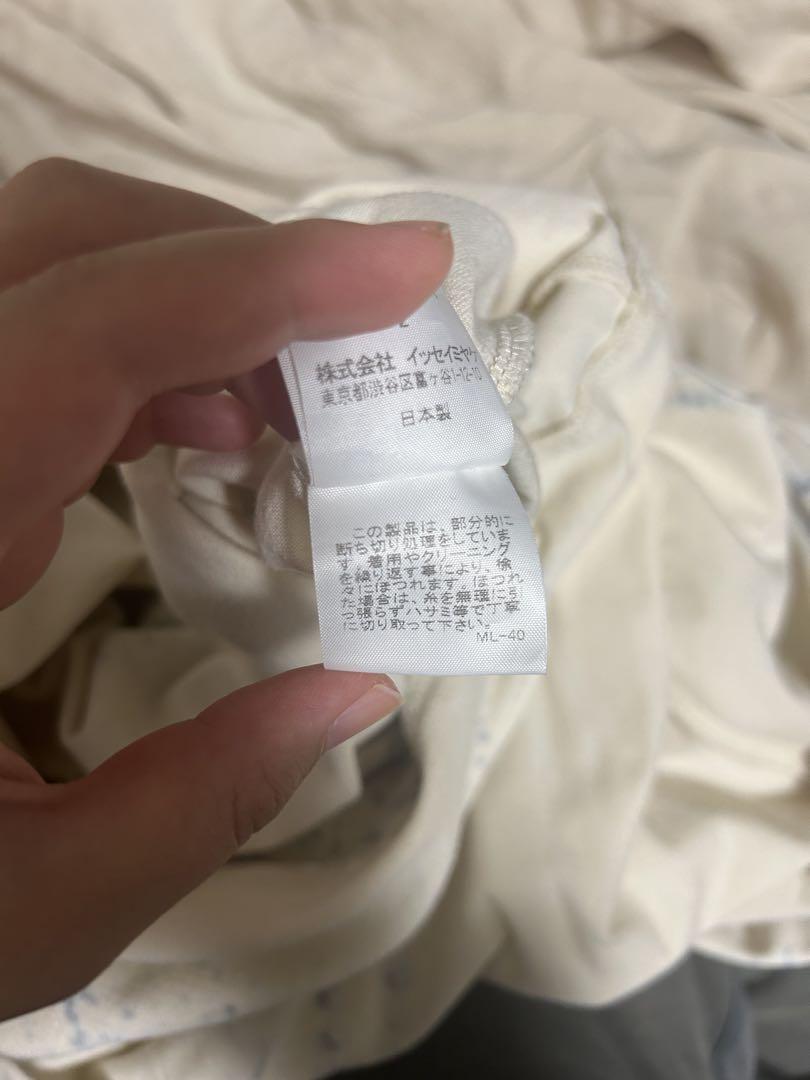 2
株式会社 イッセイミヤケ
東京都渋谷区富ヶ谷1-12-10
日本製
この製品は、部分的に
断ち切り処理をしていま
す。着用やクリーニング
を繰り返す事により、検
々にほつれます。ほつれ
た場合は、糸を無理に引
っ張らずハサミ等で丁寧
に切り取って下さい。
ML-40